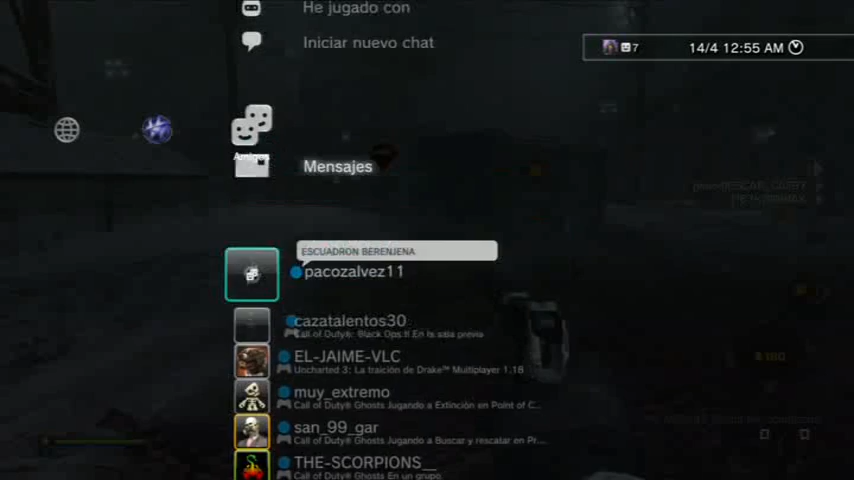 He jugado con
Iniciar nuevo chat
7
14/4 12:55 AM
Amigos
Mensajes
ESCUADRON BERENJENA
pacozalvez11
cazatalentos30
Call of Duty®: Black Ops II En la sala previa
EL-JAIME-VLC
Uncharted 3: La traición de Drake™ Multiplayer 1.18
muy_extremo
Call of Duty® Ghosts Jugando a Extinción en Point of C...
san_99_gar
Call of Duty® Ghosts Jugando a Buscar y rescatar en Pr...
THE-SCORPIONS__
Call of Duty® Ghosts En un grupo